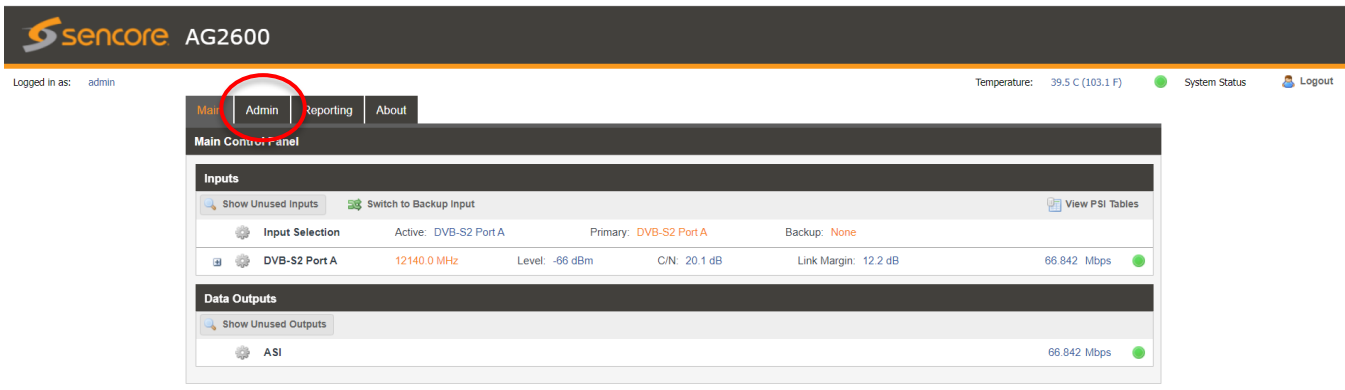 sencore AG2600
Logged in as: admin Temperature: 39.5 C (103.1 F) System Status Logout
Main Admin Reporting About
Main Control Panel
Inputs
Show Unused Inputs Switch to Backup Input View PSI Tables
Input Selection Active: DVB-S2 Port A Primary: DVB-S2 Port A Backup: None
DVB-S2 Port A 12140.0 MHz Level: -66 dBm C/N: 20.1 dB Link Margin: 12.2 dB 66.842 Mbps
Data Outputs
Show Unused Outputs
ASI 66.842 Mbps